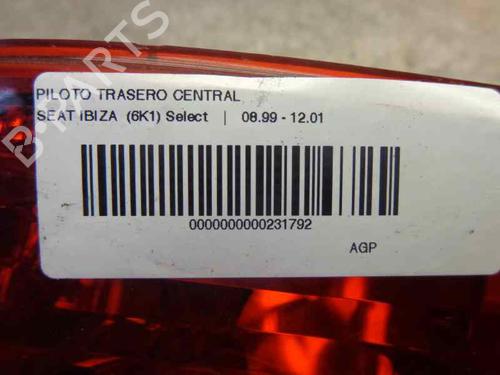 B-PARTS
PILOTO TRASERO CENTRAL
SEAT IBIZA (6K1) Select | 08.99 - 12.01
0000000000231792
AGP